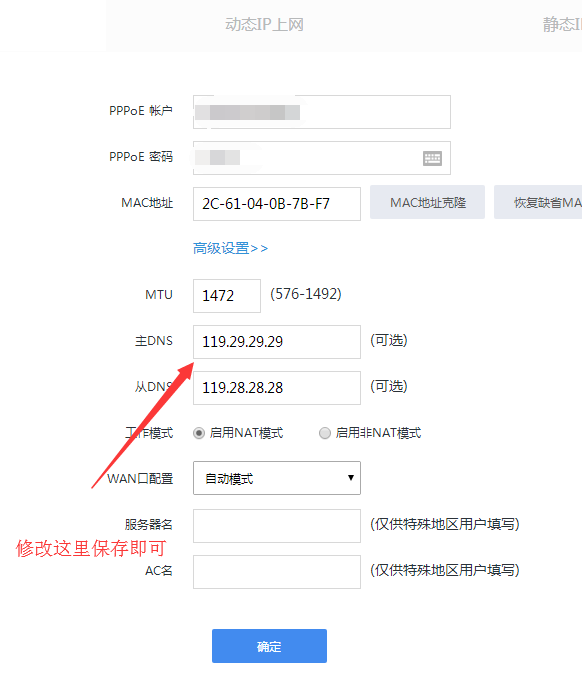 动态IP上网 静态I
PPPoE 帐户
PPPoE 密码
MAC地址 2C-61-04-0B-7B-F7 MAC地址克隆 恢复缺省MA
高级设置>>
MTU 1472 (576-1492)
主DNS 119.29.29.29 (可选)
从DNS 119.28.28.28 (可选)
工作模式 启用NAT模式 启用非NAT模式
WAN口配置 自动模式
服务器名 (仅供特殊地区用户填写)
修改这里保存即可
AC名 (仅供特殊地区用户填写)
确定